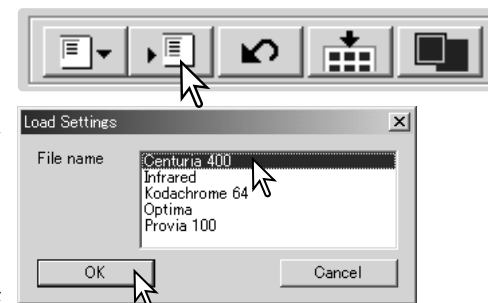 Load Settings
File name
Centuria 400
Infrared
Kodachrome 64
Optima
Provia 100
OK
Cancel